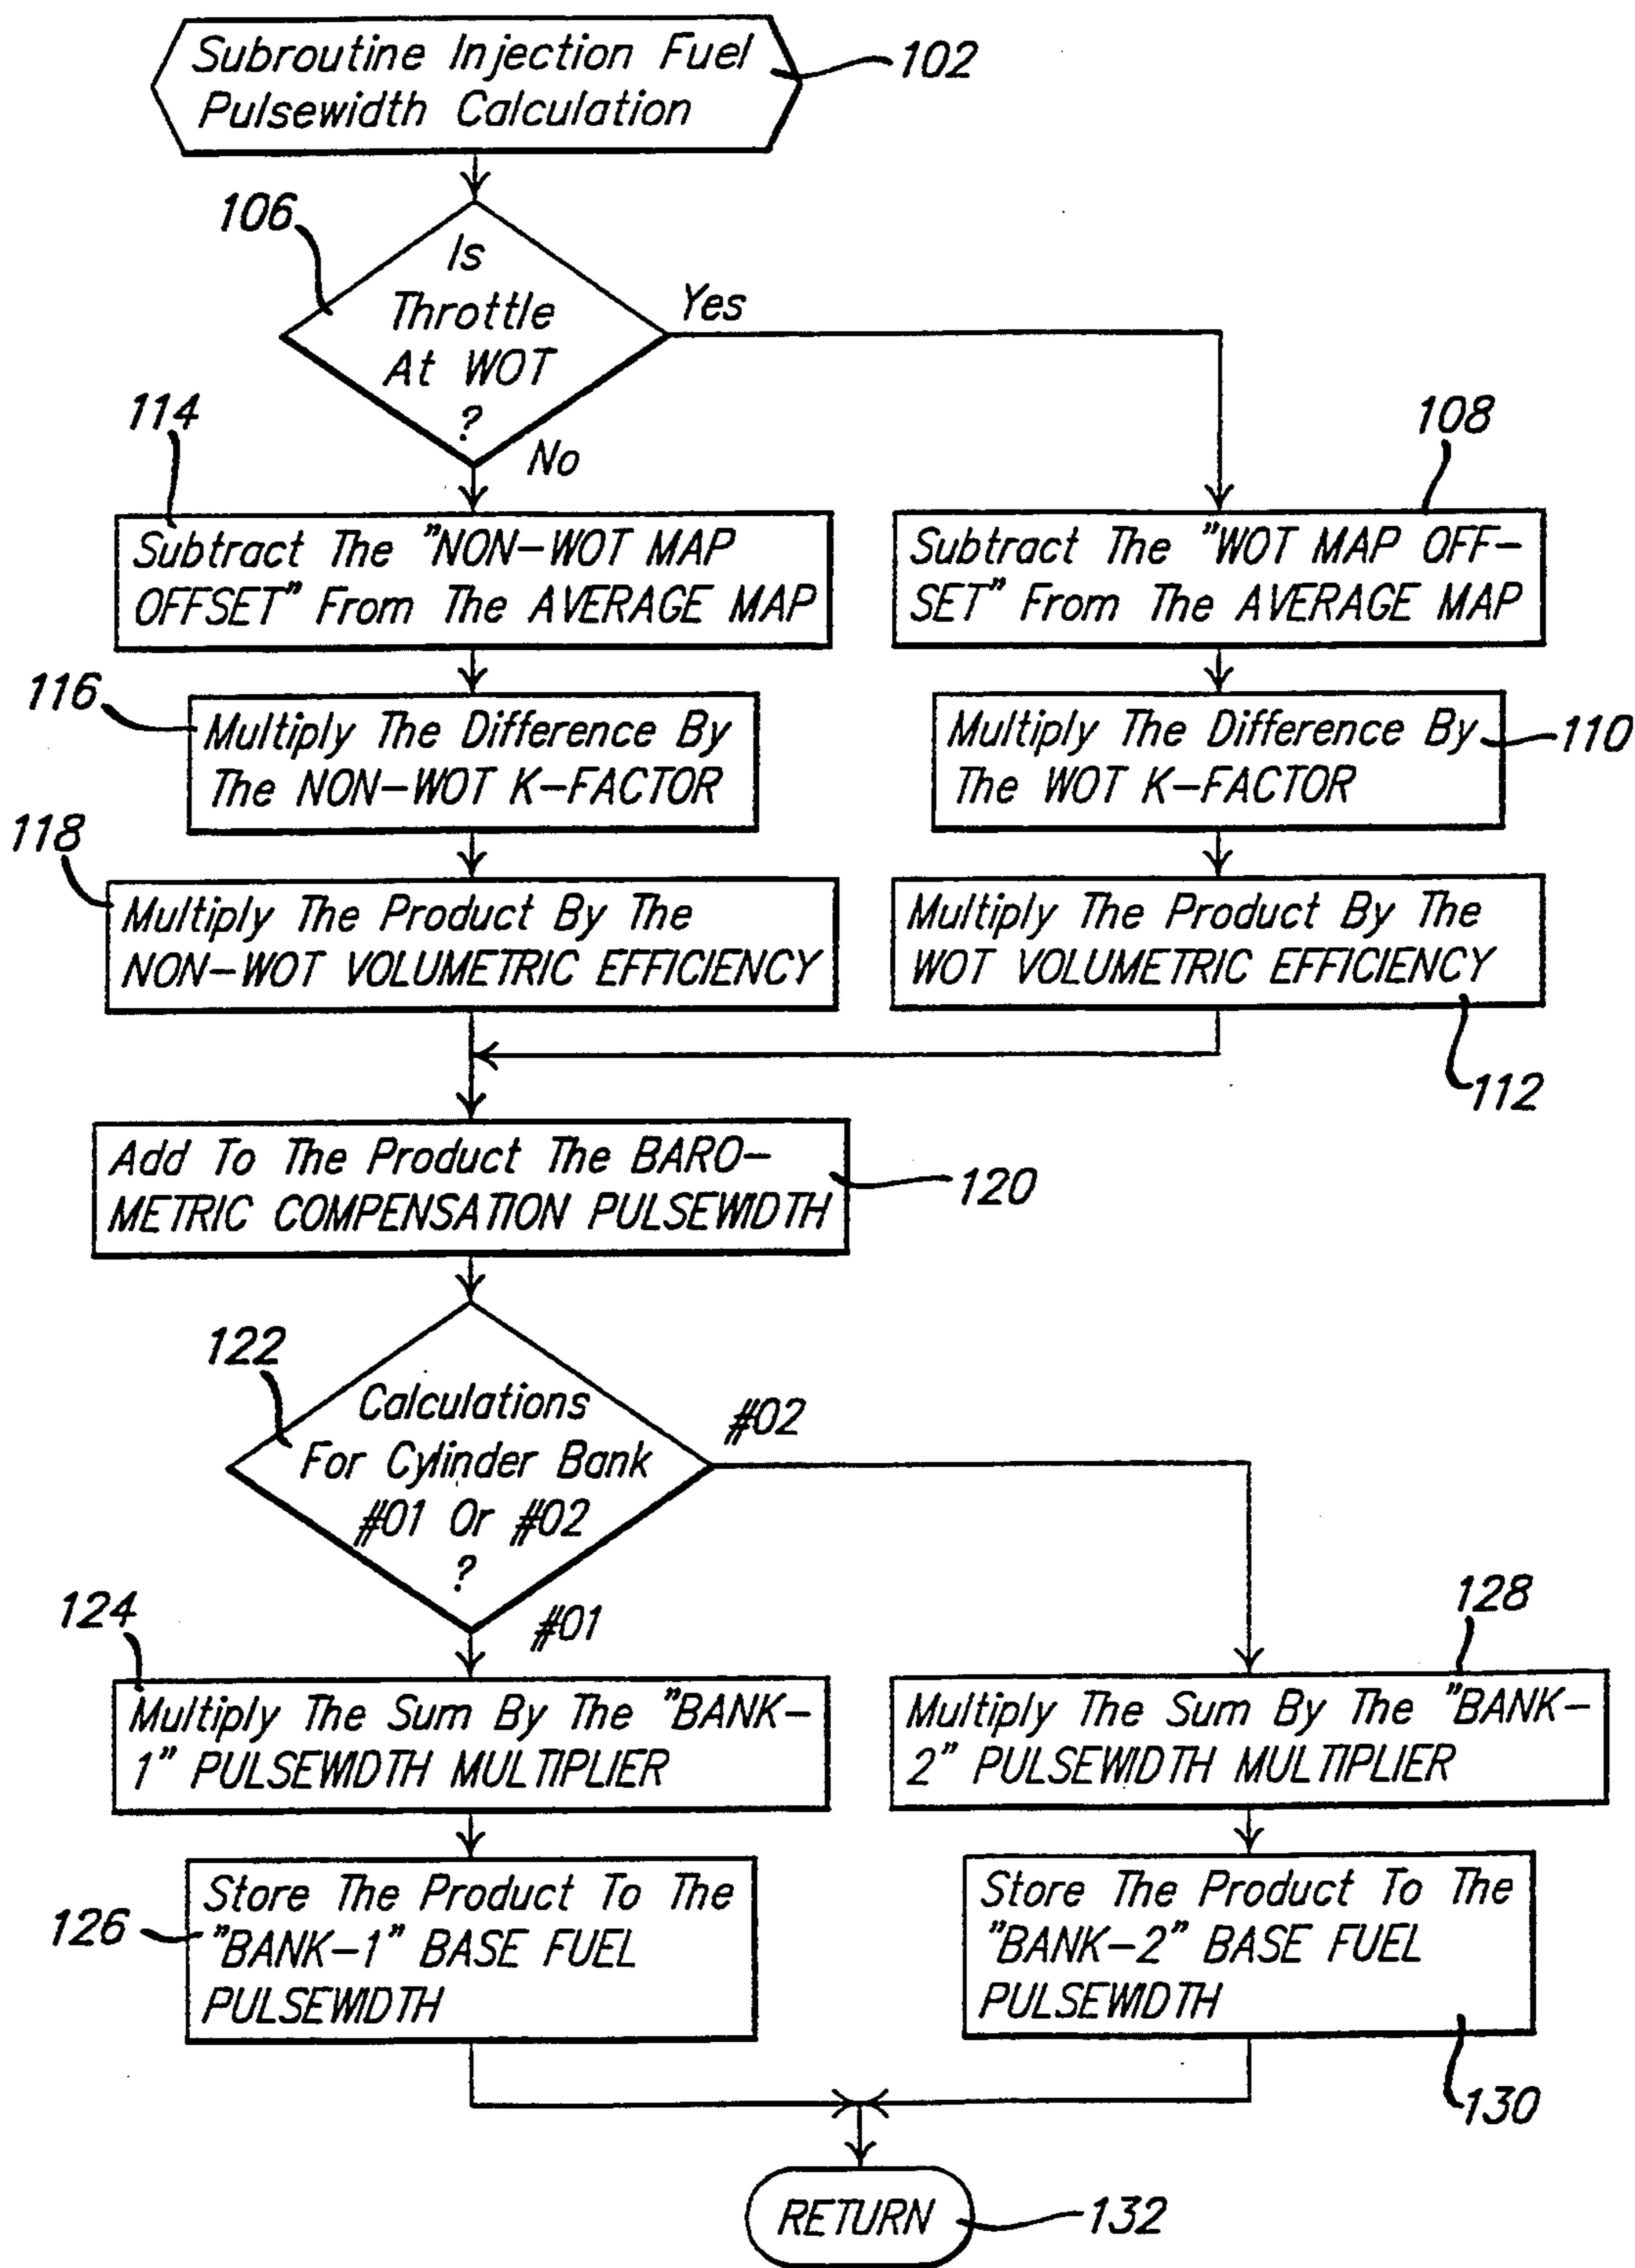 Subroutine Injection Fuel
Pulsewidth Calculation
102
106
Is
Throttle
At WOT
?
Yes
No
114
Subtract The "NON-WOT MAP
OFFSET" From The AVERAGE MAP
108
Subtract The "WOT MAP OFF-
SET" From The AVERAGE MAP
116
Multiply The Difference By
The NON-WOT K-FACTOR
Multiply The Difference By
The WOT K-FACTOR
110
118
Multiply The Product By The
NON-WOT VOLUMETRIC EFFICIENCY
Multiply The Product By The
WOT VOLUMETRIC EFFICIENCY
112
Add To The Product The BARO-
METRIC COMPENSATION PULSEWIDTH
120
122
Calculations
For Cylinder Bank
#01 Or #02
?
#02
#01
124
Multiply The Sum By The "BANK-
1" PULSEWIDTH MULTIPLIER
128
Multiply The Sum By The "BANK-
2" PULSEWIDTH MULTIPLIER
126
Store The Product To The
"BANK-1" BASE FUEL
PULSEWIDTH
Store The Product To The
"BANK-2" BASE FUEL
PULSEWIDTH
130
RETURN
132